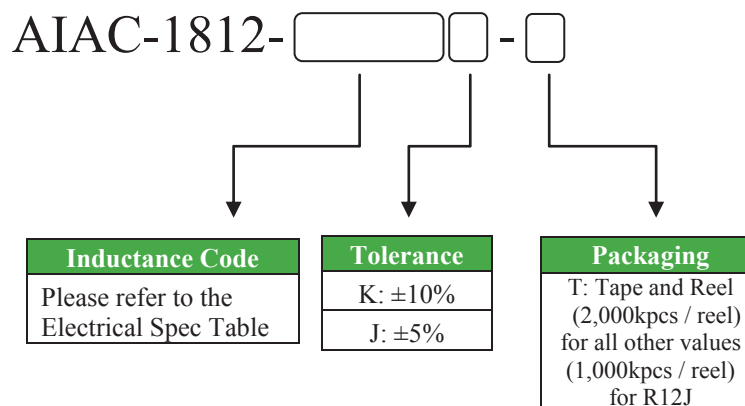 AIAC-1812- -
Inductance Code
Please refer to the
Electrical Spec Table
Tolerance
K: ±10%
J: ±5%
Packaging
T: Tape and Reel
(2,000kpcs / reel)
for all other values
(1,000kpcs / reel)
for R12J